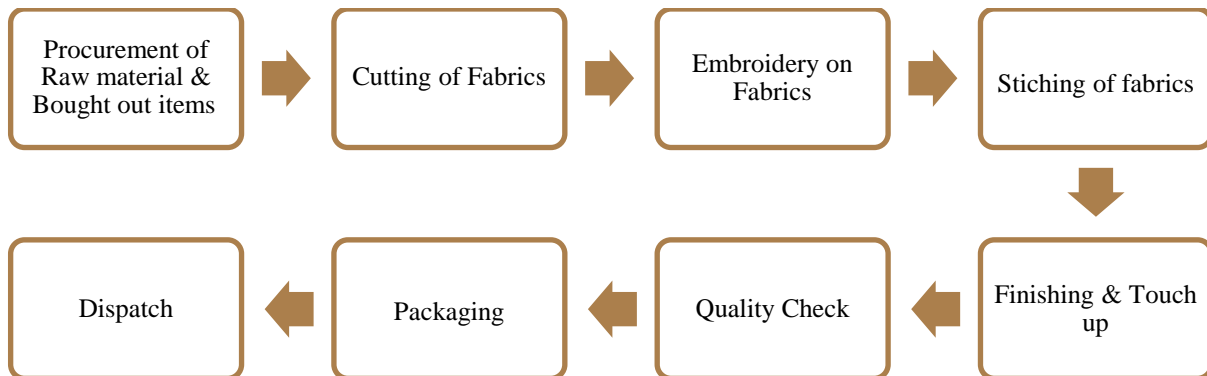 Procurement of
Raw material &
Bought out items
Cutting of Fabrics
Embroidery on
Fabrics
Stiching of fabrics
Finishing & Touch
up
Quality Check
Packaging
Dispatch